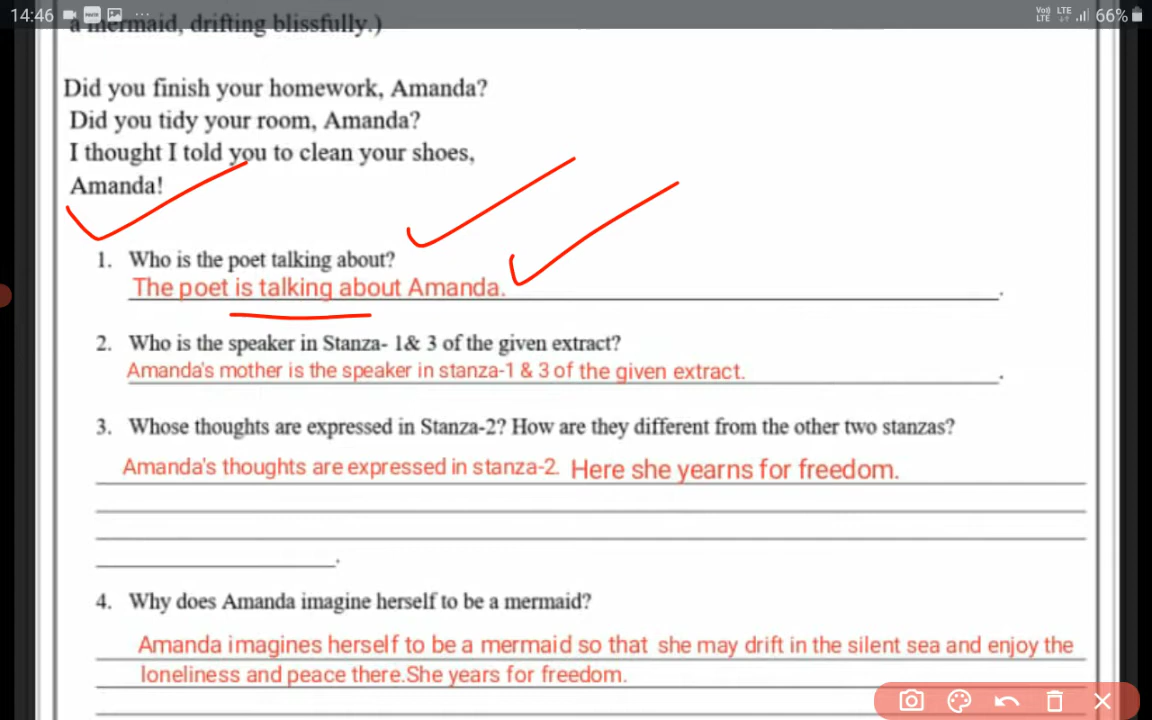 14:46
Vo)) LTE
LTE
66%
a mermaid, drifting blissfully.)
Did you finish your homework, Amanda?
Did you tidy your room, Amanda?
I thought I told you to clean your shoes,
Amanda!
1. Who is the poet talking about?
The poet is talking about Amanda.
2. Who is the speaker in Stanza- 1& 3 of the given extract?
Amanda's mother is the speaker in stanza-1 & 3 of the given extract.
3. Whose thoughts are expressed in Stanza-2? How are they different from the other two stanzas?
Amanda's thoughts are expressed in stanza-2. Here she yearns for freedom.
4. Why does Amanda imagine herself to be a mermaid?
Amanda imagines herself to be a mermaid so that she may drift in the silent sea and enjoy the
loneliness and peace there.She years for freedom.